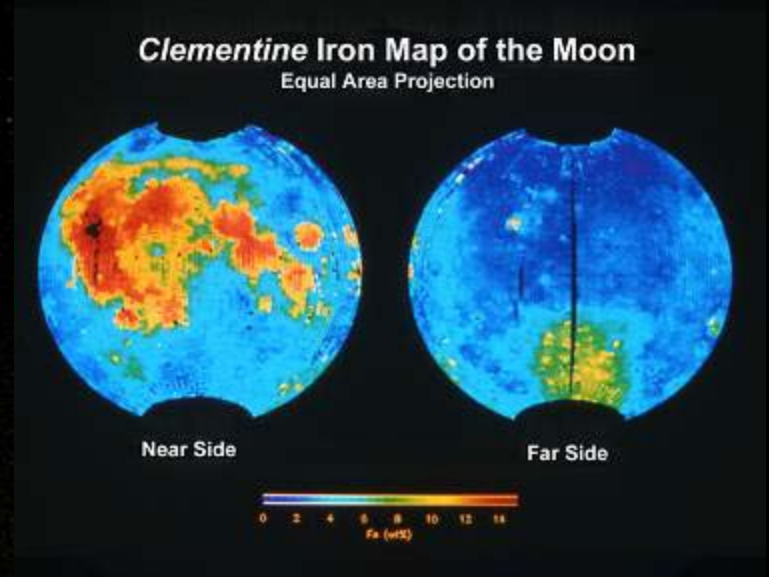 Clementine Iron Map of the Moon
Equal Area Projection
Near Side
Far Side
0 2 4 6 8 10 12 14
Fe (wt%)